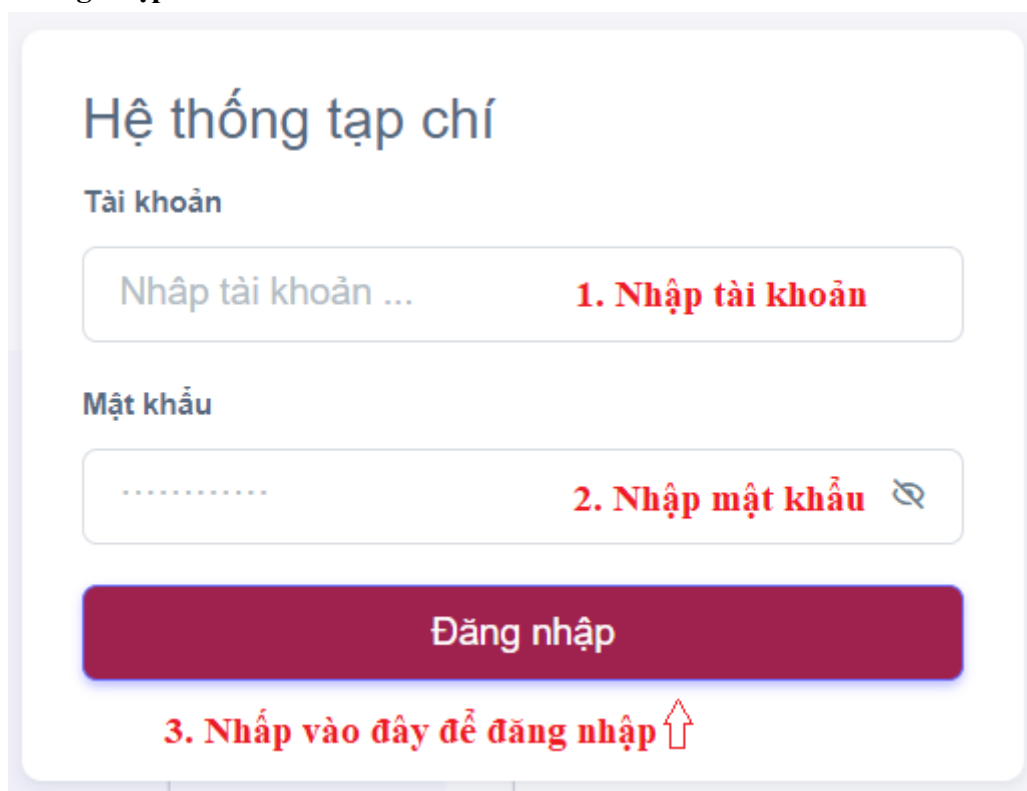 Hệ thống tạp chí
Tài khoản
Nhâp tài khoản ... 1. Nhập tài khoản
Mật khẩu
............ 2. Nhập mật khẩu
Đăng nhập
3. Nhấp vào đây để đăng nhập